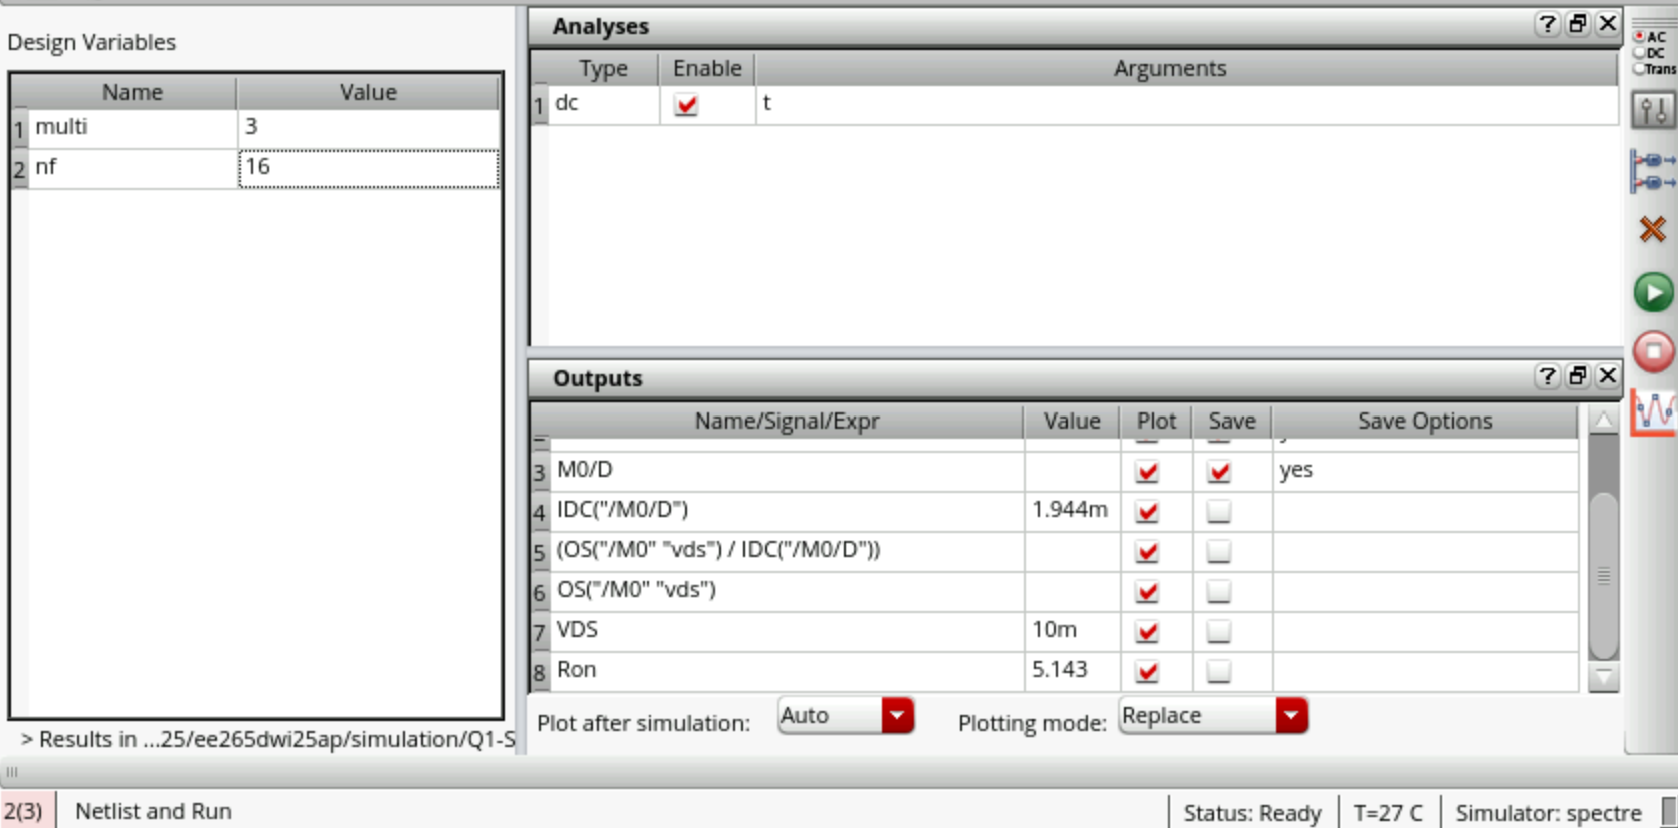 Design Variables
Name Value
1 multi 3
2 nf 16
> Results in ...25/ee265dwi25ap/simulation/Q1-S
Analyses
Type Enable Arguments
1 dc t
Outputs
Name/Signal/Expr Value Plot Save Save Options
3 M0/D yes
4 IDC("/M0/D") 1.944m
5 (OS("/M0" "vds") / IDC("/M0/D"))
6 OS("/M0" "vds")
7 VDS 10m
8 Ron 5.143
Plot after simulation: Auto Plotting mode: Replace
AC
DC
Trans
2(3) Netlist and Run Status: Ready T=27 C Simulator: spectre